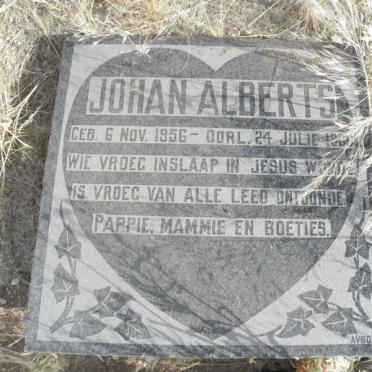 JOHAN ALBERTS
GEB. 6 NOV. 1956 - OORL. 24 JULIE
WIE VROEG INSLAAP IN JESUS
IS VROEG VAN ALLE LEED
PAPPIE, MAMMIE EN BOETIES.